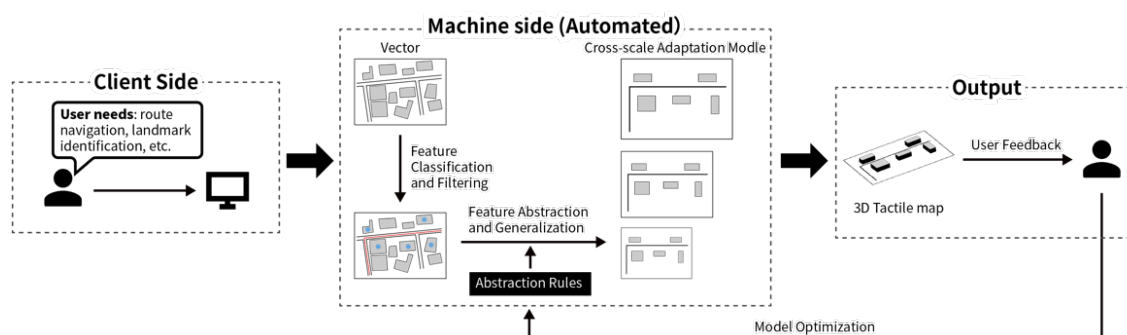 Client Side
User needs: route
navigation, landmark
identification, etc.
Machine side (Automated)
Vector
Cross-scale Adaptation Modle
Feature
Classification
and Filtering
Feature Abstraction
and Generalization
Abstraction Rules
Output
User Feedback
3D Tactile map
Model Optimization